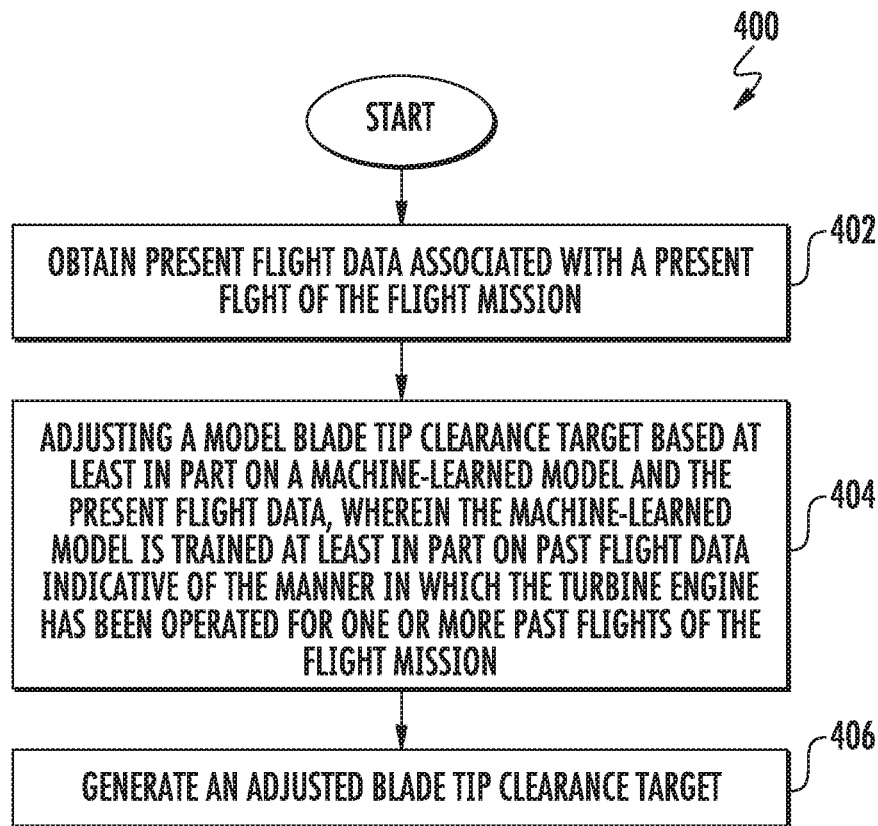 400
START
402
OBTAIN PRESENT FLIGHT DATA ASSOCIATED WITH A PRESENT
FLGHT OF THE FLIGHT MISSION
ADJUSTING A MODEL BLADE TIP CLEARANCE TARGET BASED AT
LEAST IN PART ON A MACHINE-LEARNED MODEL AND THE
PRESENT FLIGHT DATA, WHEREIN THE MACHINE-LEARNED
MODEL IS TRAINED AT LEAST IN PART ON PAST FLIGHT DATA
INDICATIVE OF THE MANNER IN WHICH THE TURBINE ENGINE
HAS BEEN OPERATED FOR ONE OR MORE PAST FLIGHTS OF THE
FLIGHT MISSION
404
406
GENERATE AN ADJUSTED BLADE TIP CLEARANCE TARGET